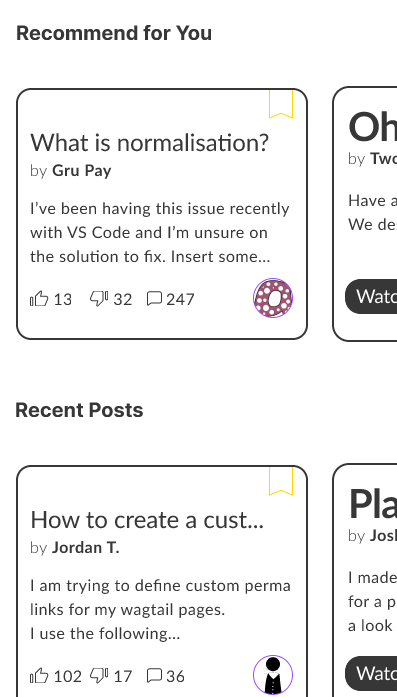 Recommend for You
What is normalisation?
by Gru Pay
I've been having this issue recently
with VS Code and I'm unsure on
the solution to fix. Insert some...
13 32 247
Oh
by Two
Have a
We de
Watc
Recent Posts
How to create a cust...
by Jordan T.
I am trying to define custom perma
links for my wagtail pages.
I use the following...
102 17 36
Pla
by Josh
I made
for a p
a look
Watc